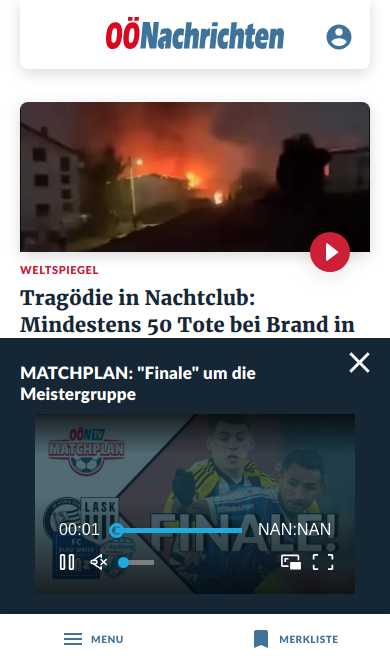 OÖNachrichten
WELTSPIEGEL
Tragödie in Nachtclub:
Mindestens 50 Tote bei Brand in
MATCHPLAN: "Finale" um die
Meistergruppe
OÖN TV
MATCHPLAN
LASK
FC
FINALE!
00:01
NAN:NAN
MENU
MERKLISTE